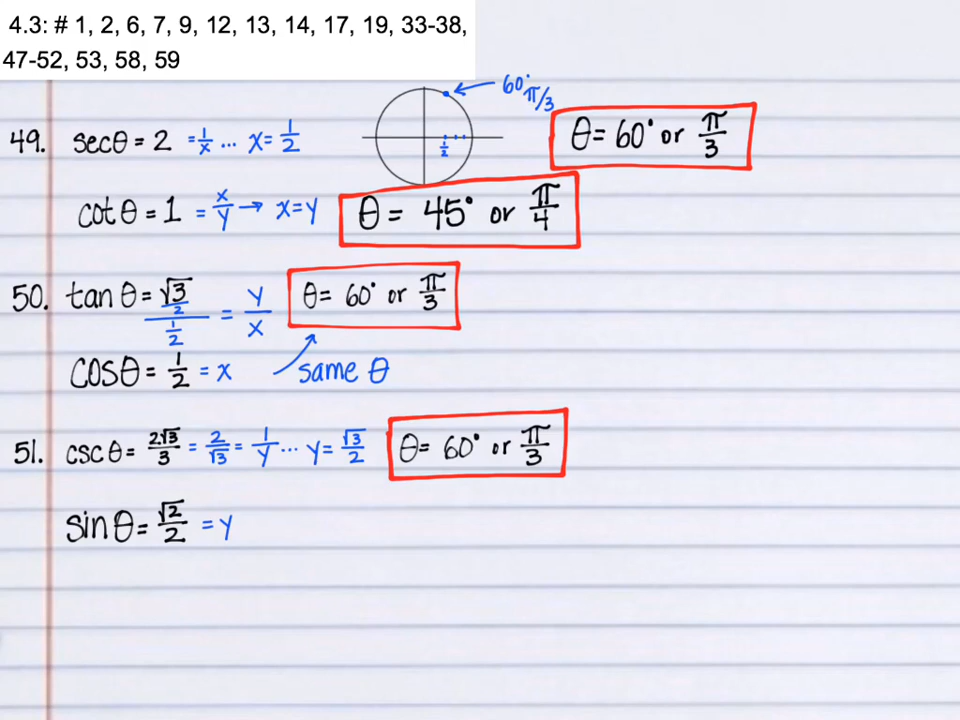 4.3: # 1, 2, 6, 7, 9, 12, 13, 14, 17, 19, 33-38,
47-52, 53, 58, 59
60° π/3
49. secθ = 2 = 1/x ... x = 1/2
1/2
θ = 60° or π/3
cot θ = 1 = x/y → x = y θ = 45° or π/4
50. tan θ = (√3/2)/(1/2) = y/x θ = 60° or π/3
cosθ = 1/2 = x same θ
51. cscθ = 2√3/3 = 2/√3 = 1/y ... y = √3/2 θ = 60° or π/3
sinθ = √2/2 = y